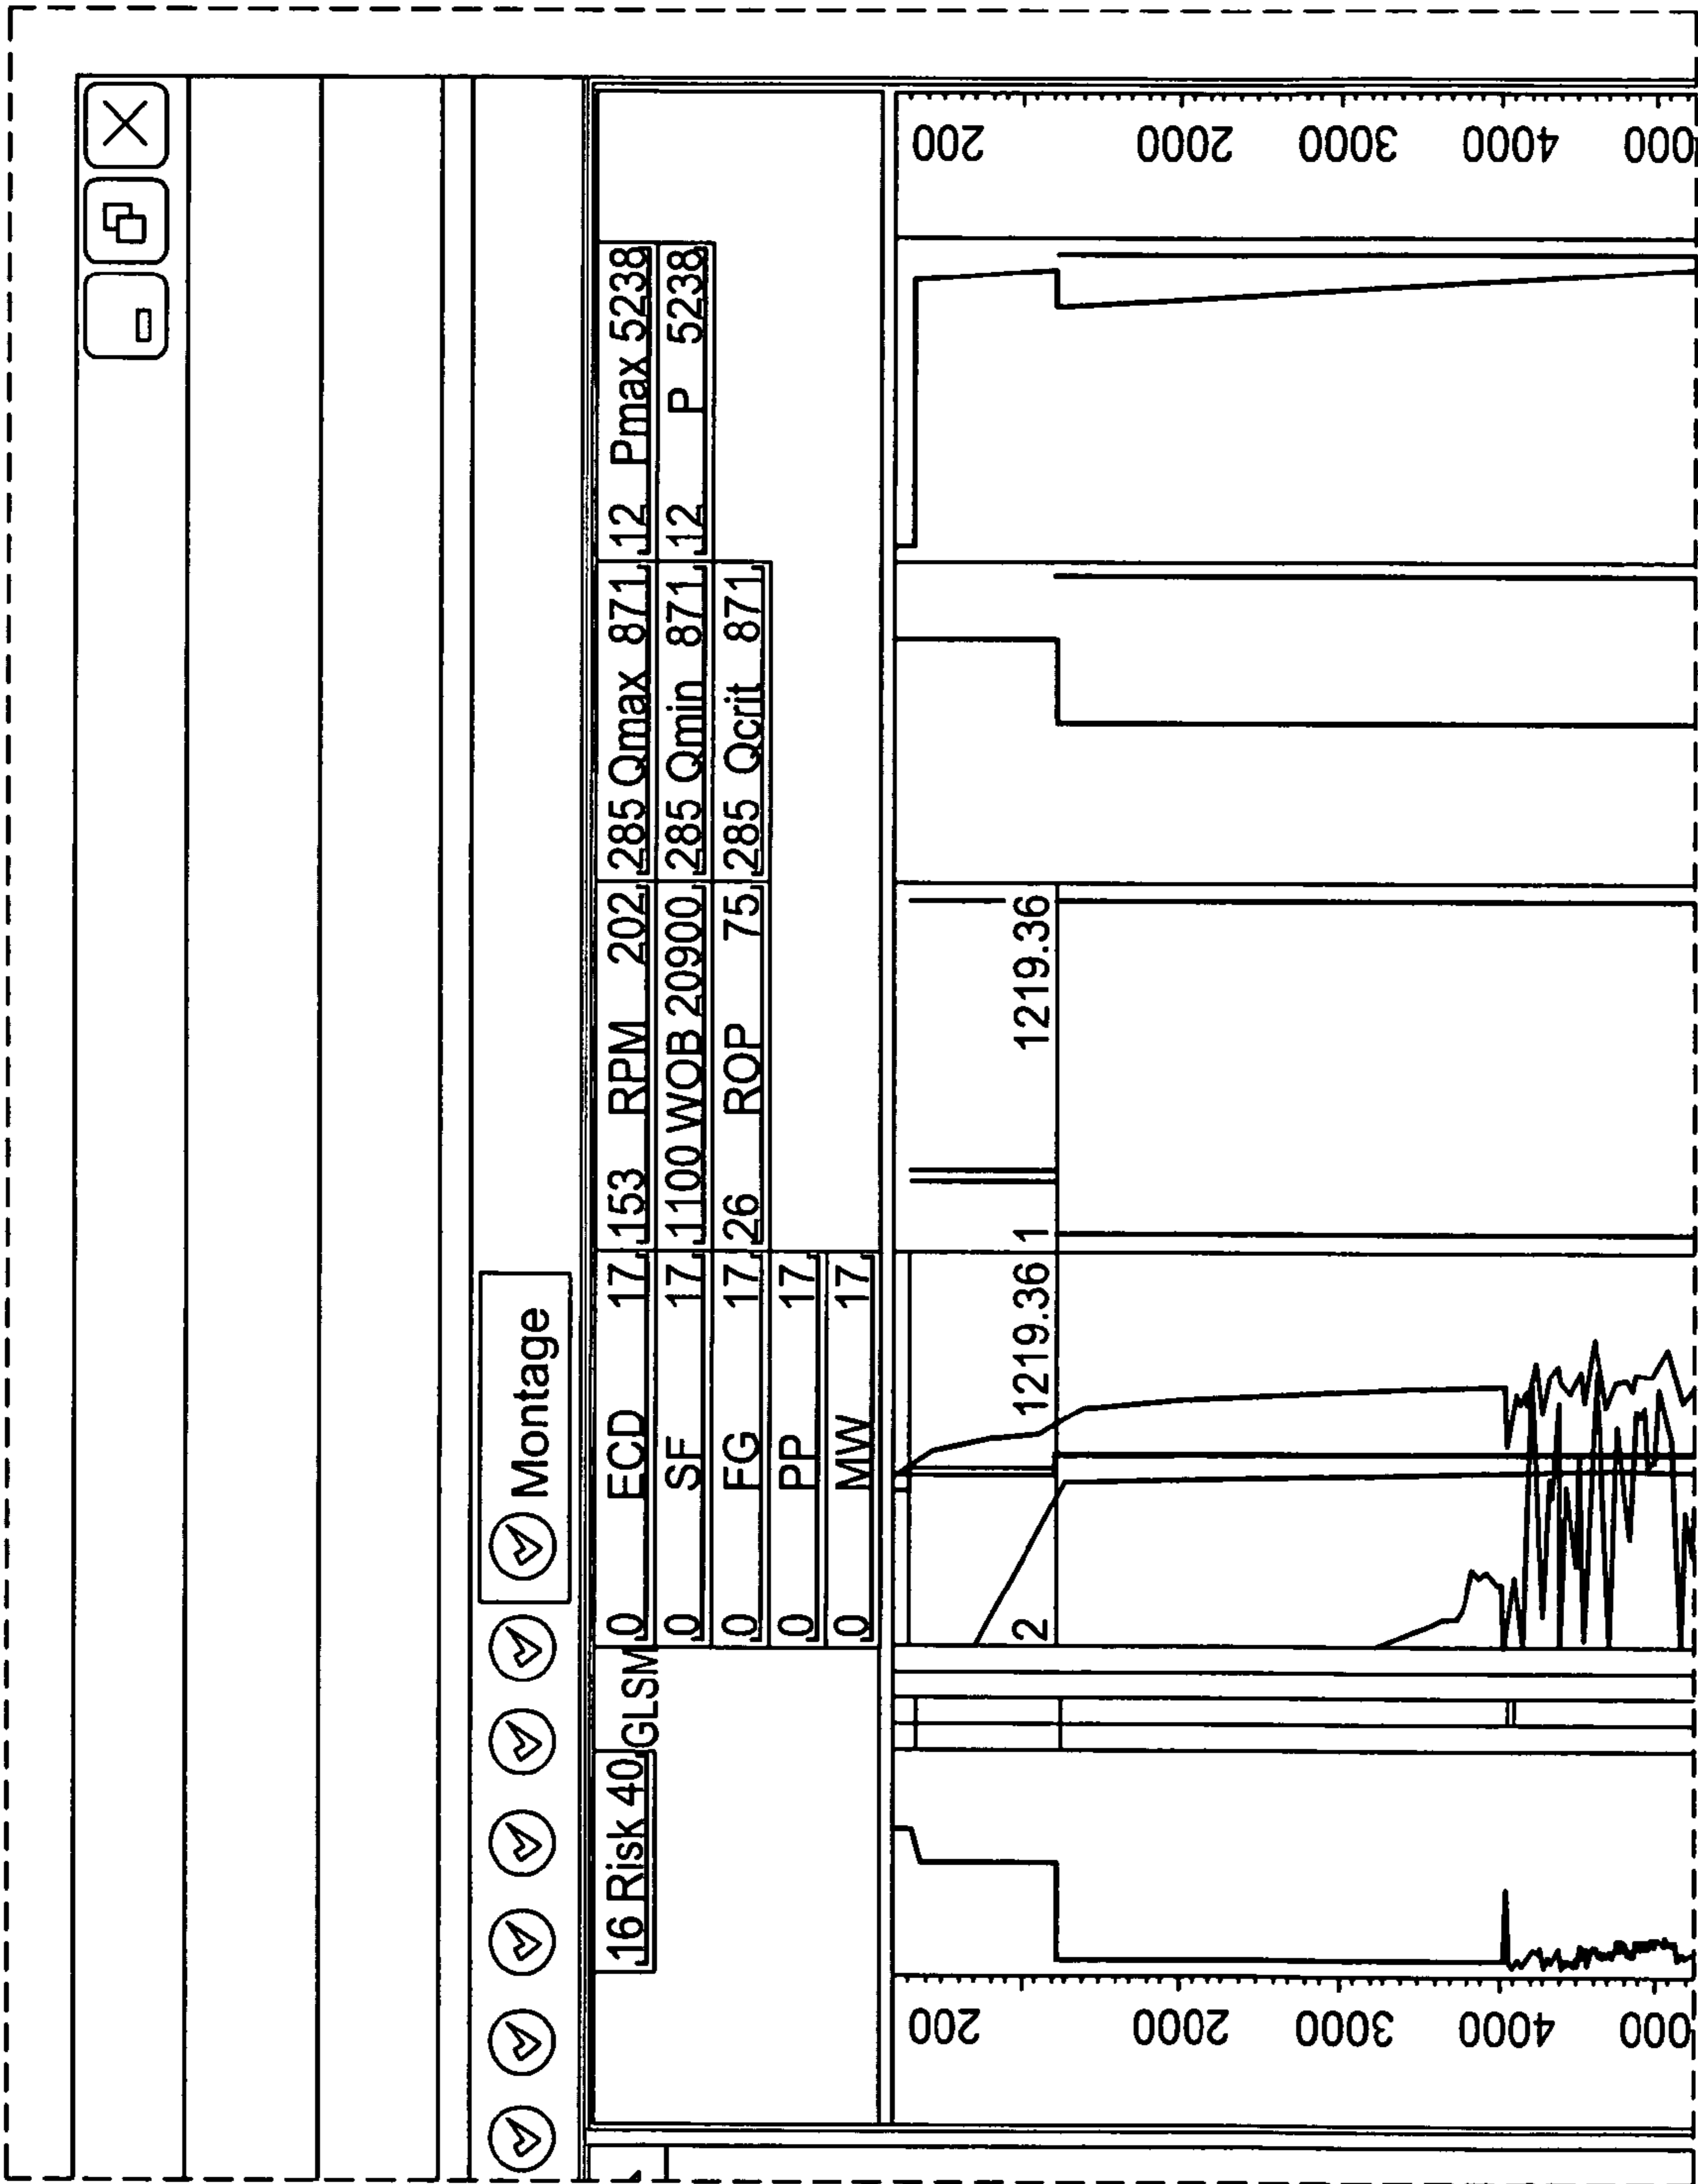 Montage
16 Risk 40 GLSM 0 ECD 17 153 RPM 202 285 Qmax 871 12 Pmax 5238
0 SF 17 1100 WOB 20900 285 Qmin 871 12 P 5238
0 FG 17 26 ROP 75 285 Qcrit 871
0 PP 17
0 MW 17
200 200
2 1219.36 1 1219.36
2000 2000
3000 3000
4000 4000
000 000